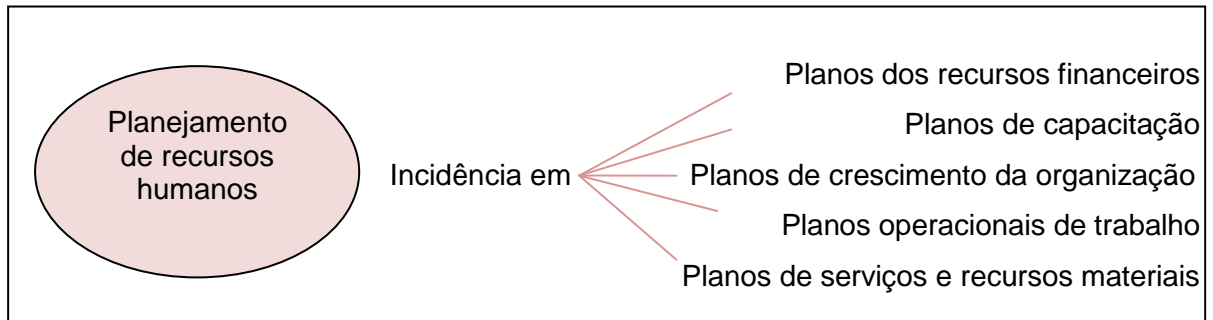 Planejamento
de recursos
humanos
Incidência em
Planos dos recursos financeiros
Planos de capacitação
Planos de crescimento da organização
Planos operacionais de trabalho
Planos de serviços e recursos materiais